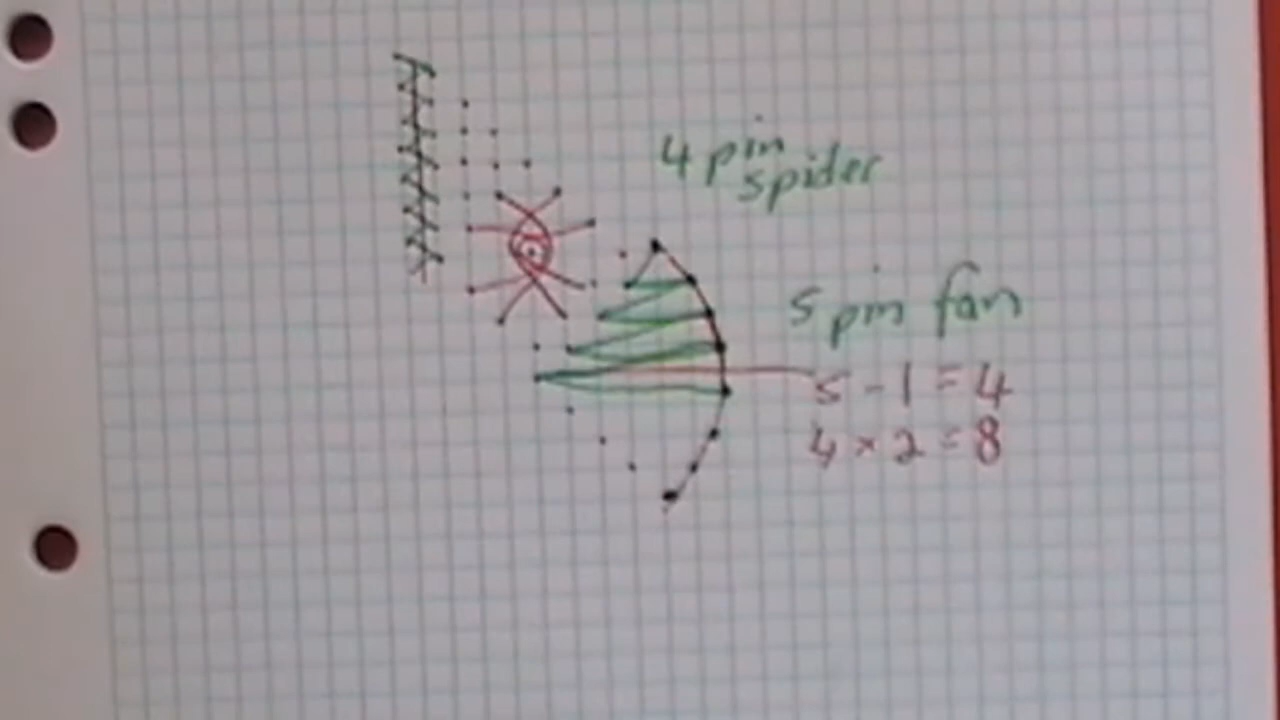 4 pin
spider
5 pin fan
5 - 1 = 4
4 × 2 = 8